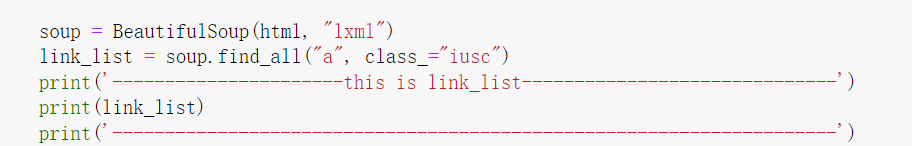 soup = BeautifulSoup(html, "lxml")
link_list = soup.find_all("a", class_="iusc")
print('----------------------this is link_list------------------------------')
print(link_list)
print('---------------------------------------------------------------------')